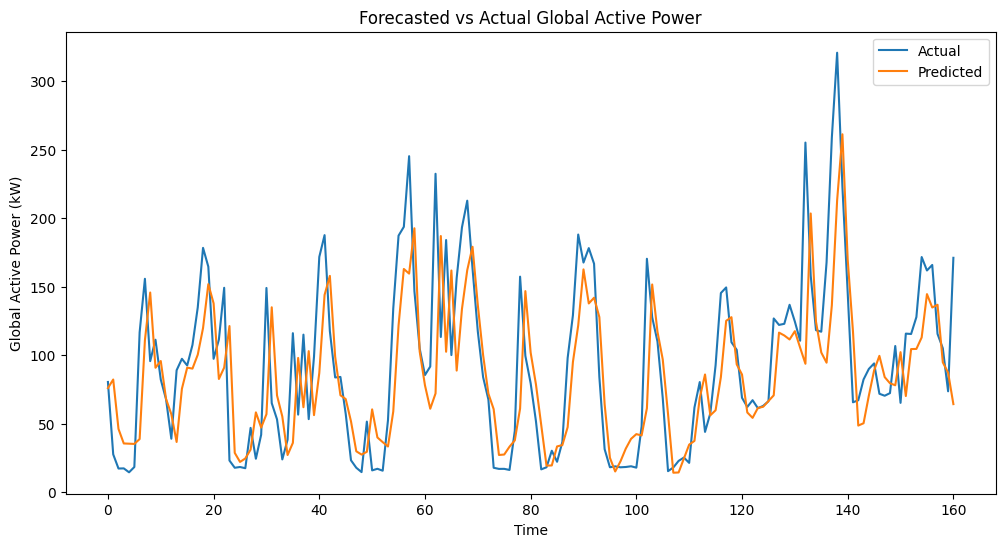 Forecasted vs Actual Global Active Power
Actual
Predicted
Global Active Power (kW)
300
250
200
150
100
50
0
0 20 40 60 80 100 120 140 160
Time